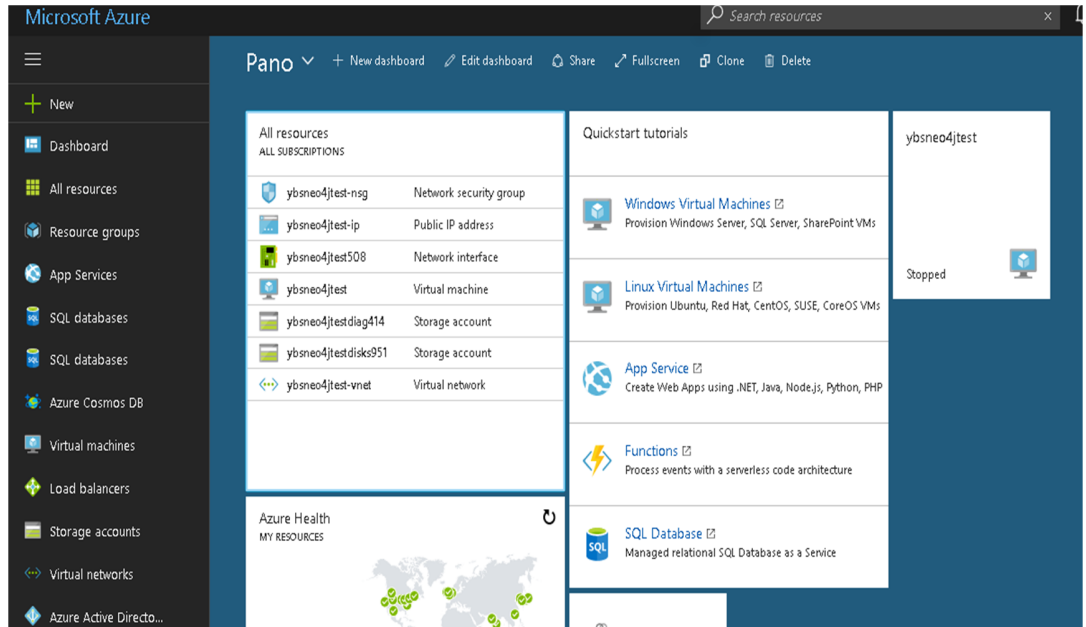 Microsoft Azure
Search resources
New
Dashboard
All resources
Resource groups
App Services
SQL databases
SQL databases
Azure Cosmos DB
Virtual machines
Load balancers
Storage accounts
Virtual networks
Azure Active Directo...
Pano
New dashboard
Edit dashboard
Share
Fullscreen
Clone
Delete
All resources
ALL SUBSCRIPTIONS
ybsneo4jtest-nsg Network security group
ybsneo4jtest-ip Public IP address
ybsneo4jtest508 Network interface
ybsneo4jtest Virtual machine
ybsneo4jtestdiag414 Storage account
ybsneo4jtestdisks951 Storage account
ybsneo4jtest-vnet Virtual network
Azure Health
MY RESOURCES
Quickstart tutorials
Windows Virtual Machines
Provision Windows Server, SQL Server, SharePoint VMs
Linux Virtual Machines
Provision Ubuntu, Red Hat, CentOS, SUSE, CoreOS VMs
App Service
Create Web Apps using .NET, Java, Node.js, Python, PHP
Functions
Process events with a serverless code architecture
SQL
SQL Database
Managed relational SQL Database as a Service
ybsneo4jtest
Stopped